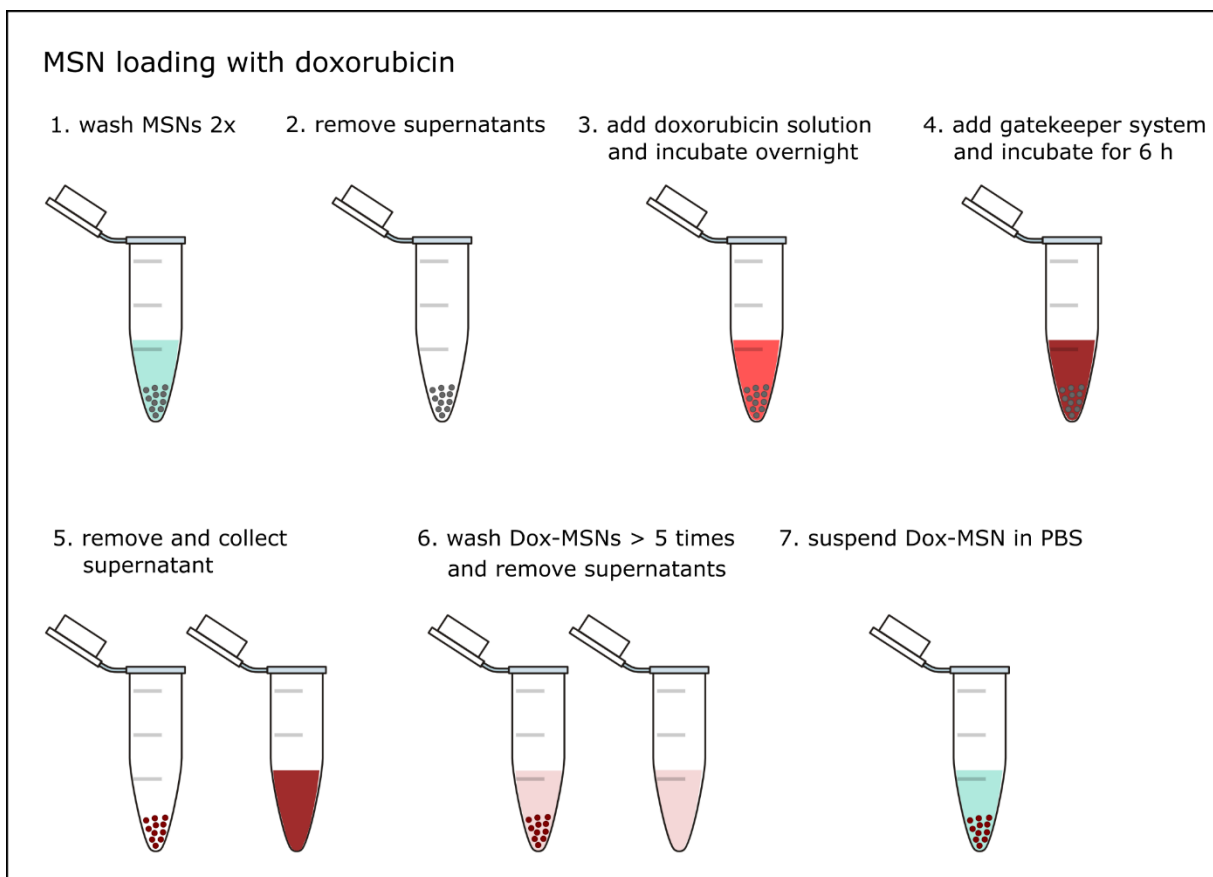 MSN loading with doxorubicin
1. wash MSNs 2x
2. remove supernatants
3. add doxorubicin solution
and incubate overnight
4. add gatekeeper system
and incubate for 6 h
5. remove and collect
supernatant
6. wash Dox-MSNs > 5 times
and remove supernatants
7. suspend Dox-MSN in PBS